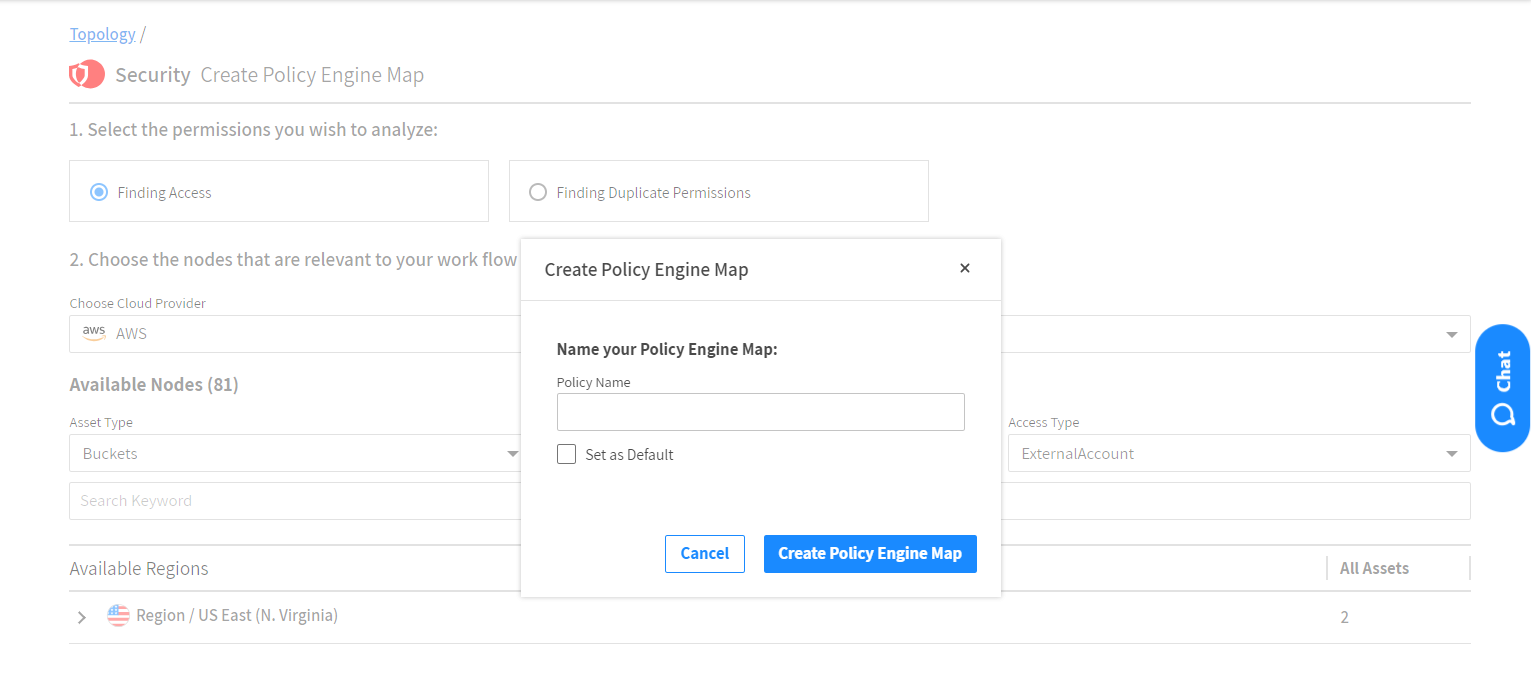 Topology /
Security Create Policy Engine Map
1. Select the permissions you wish to analyze:
Finding Access
Finding Duplicate Permissions
2. Choose the nodes that are relevant to your work flow
Choose Cloud Provider
aws AWS
Available Nodes (81)
Asset Type
Buckets
Access Type
ExternalAccount
Search Keyword
Available Regions
All Assets
Region / US East (N. Virginia)
2
Create Policy Engine Map
×
Name your Policy Engine Map:
Policy Name
Set as Default
Cancel
Create Policy Engine Map
Chat